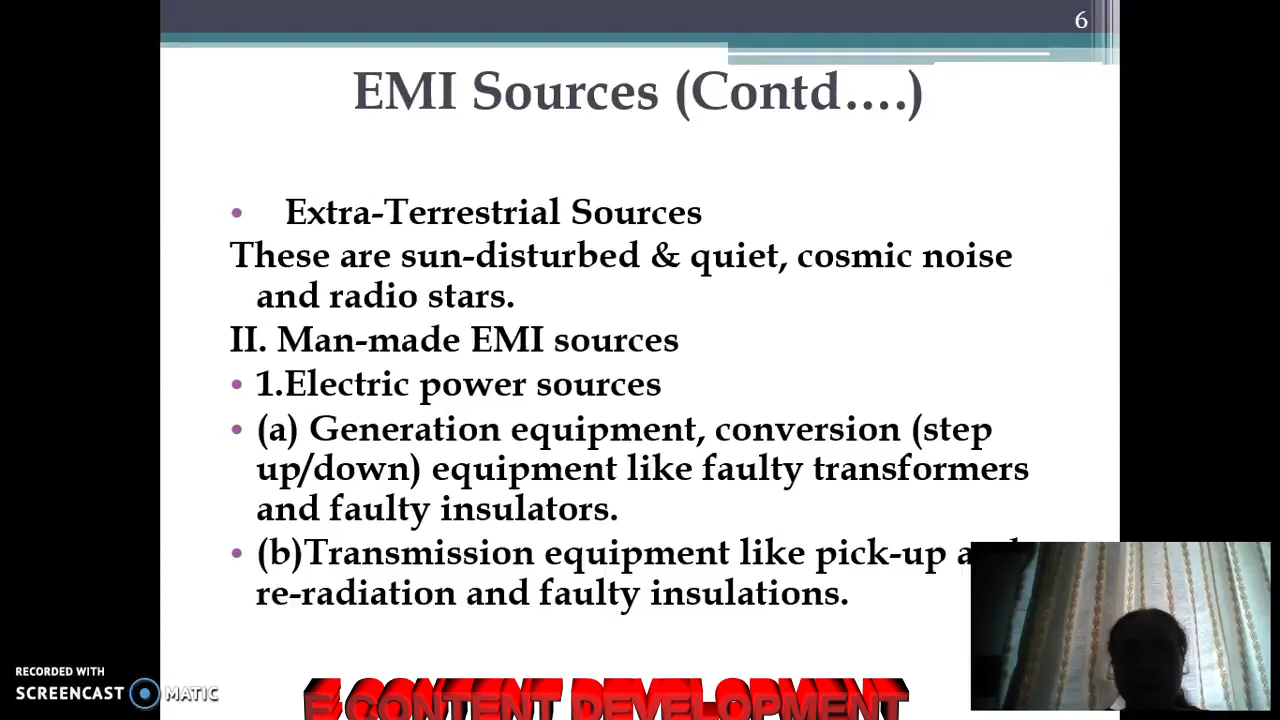 6
EMI Sources (Contd….)
• Extra-Terrestrial Sources
These are sun-disturbed & quiet, cosmic noise
and radio stars.
II. Man-made EMI sources
• 1.Electric power sources
• (a) Generation equipment, conversion (step
up/down) equipment like faulty transformers
and faulty insulators.
• (b)Transmission equipment like pick-up
re-radiation and faulty insulations.
RECORDED WITH
SCREENCAST MATIC
E-CONTENT DEVELOPMENT